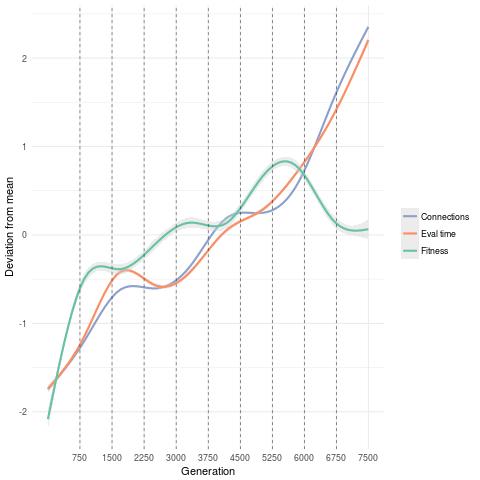 Deviation from mean
2
1
0
-1
-2
750 1500 2250 3000 3750 4500 5250 6000 6750 7500
Generation
Connections
Eval time
Fitness